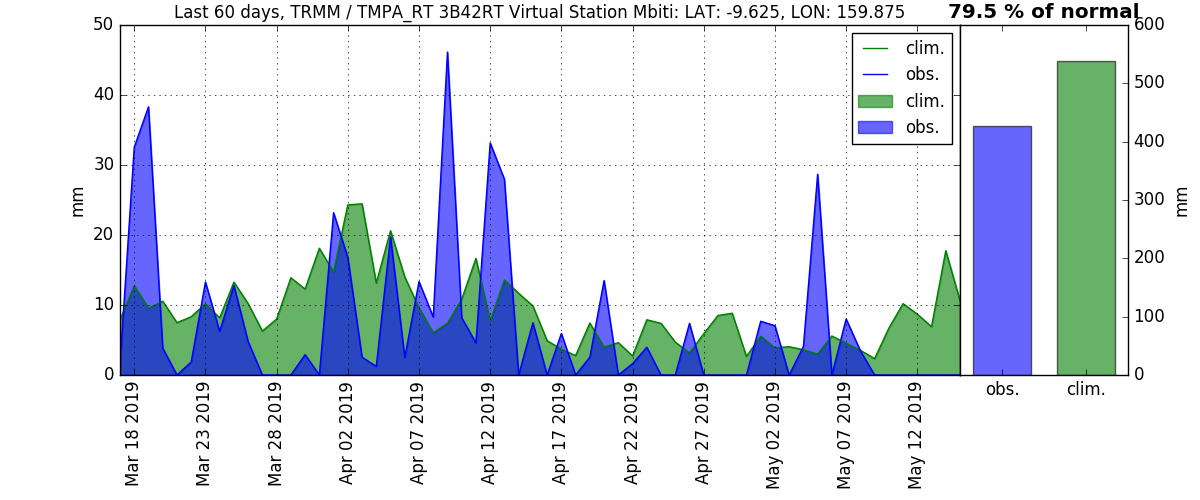 Last 60 days, TRMM / TMPA_RT 3B42RT Virtual Station Mbiti: LAT: -9.625, LON: 159.875
79.5 % of normal
50
40
30
20
10
0
mm
clim.
obs.
clim.
obs.
600
500
400
300
200
100
0
mm
obs.
clim.
Mar 18 2019
Mar 23 2019
Mar 28 2019
Apr 02 2019
Apr 07 2019
Apr 12 2019
Apr 17 2019
Apr 22 2019
Apr 27 2019
May 02 2019
May 07 2019
May 12 2019